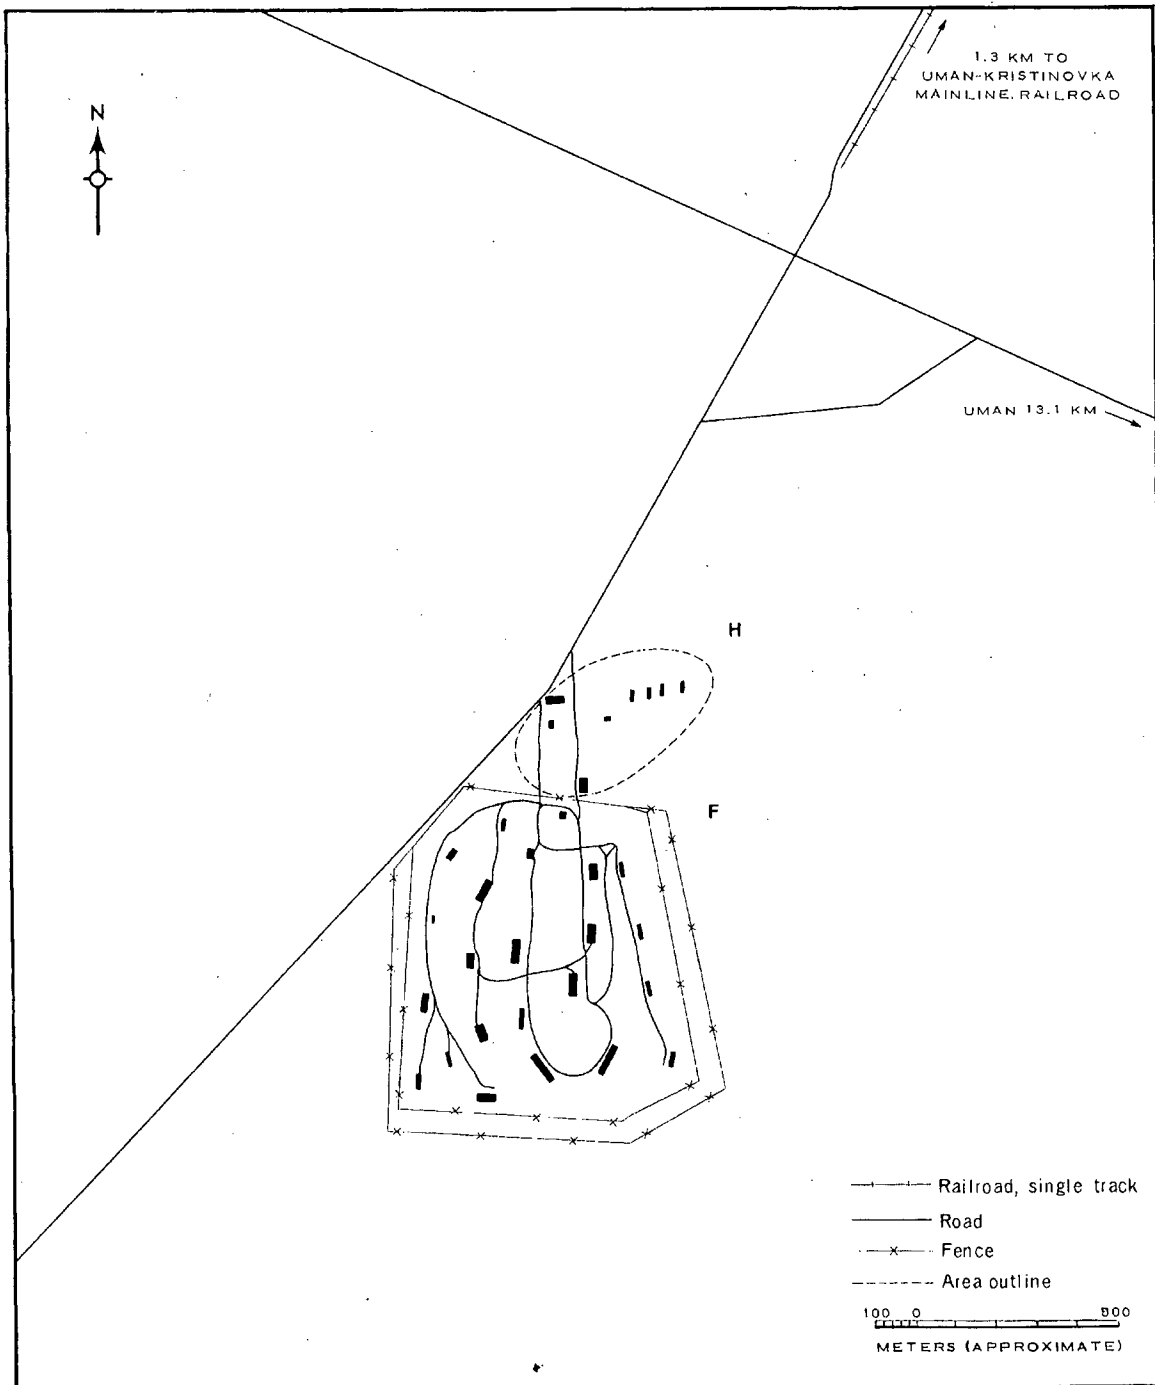 1.3 KM TO
UMAN-KRISTINOVKA
MAINLINE RAILROAD
N
UMAN 13.1 KM
H
F
Railroad, single track
Road
Fence
Area outline
100 0 500
METERS (APPROXIMATE)